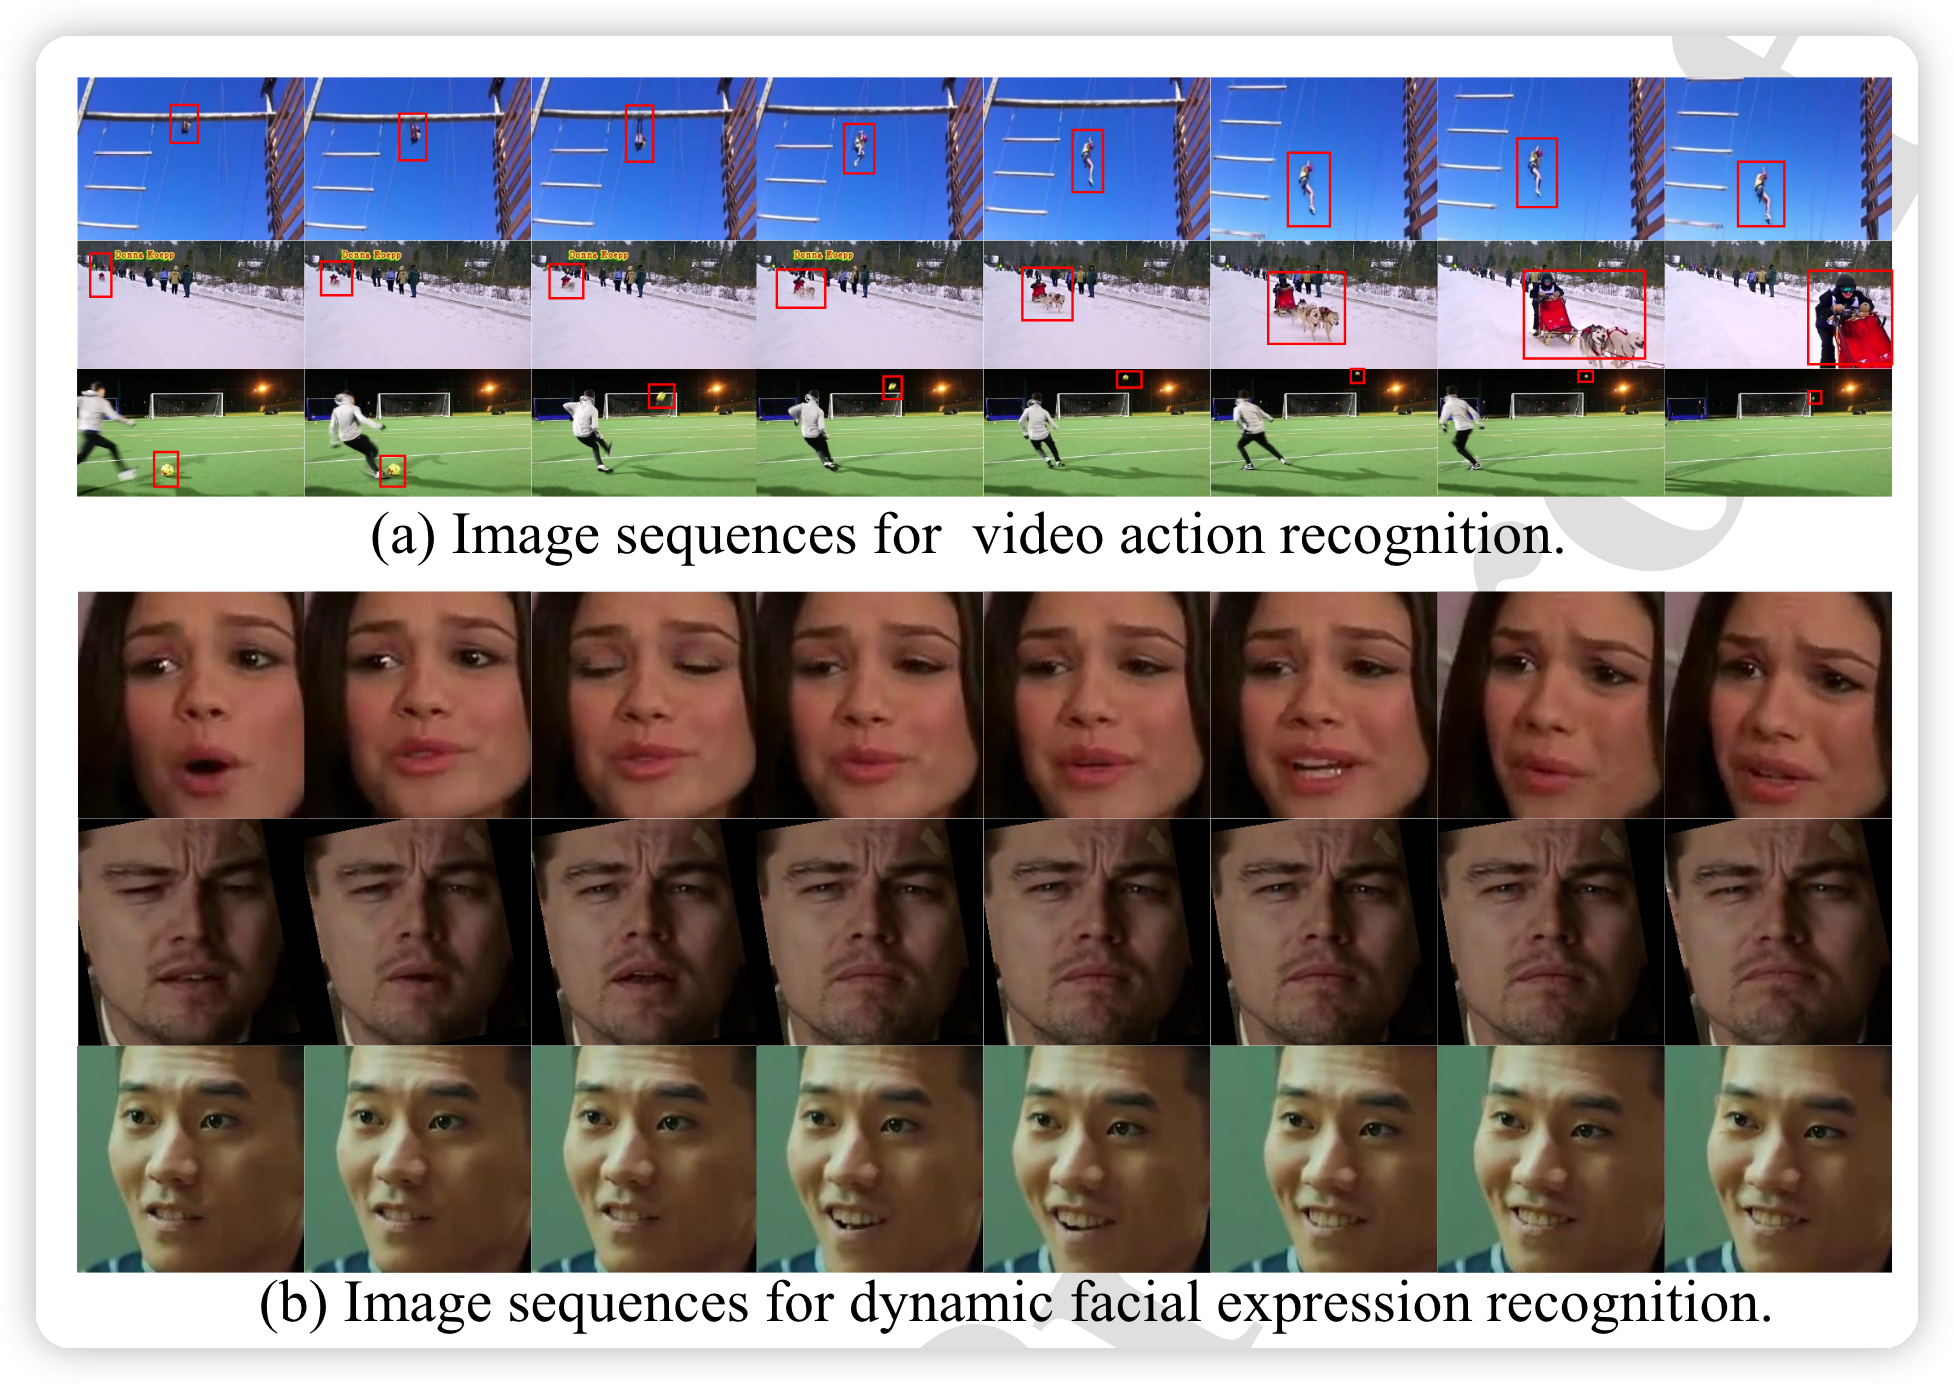 Donna Koepp
Donna Koepp
Donna Koepp
Donna Koepp
(a) Image sequences for video action recognition.
(b) Image sequences for dynamic facial expression recognition.